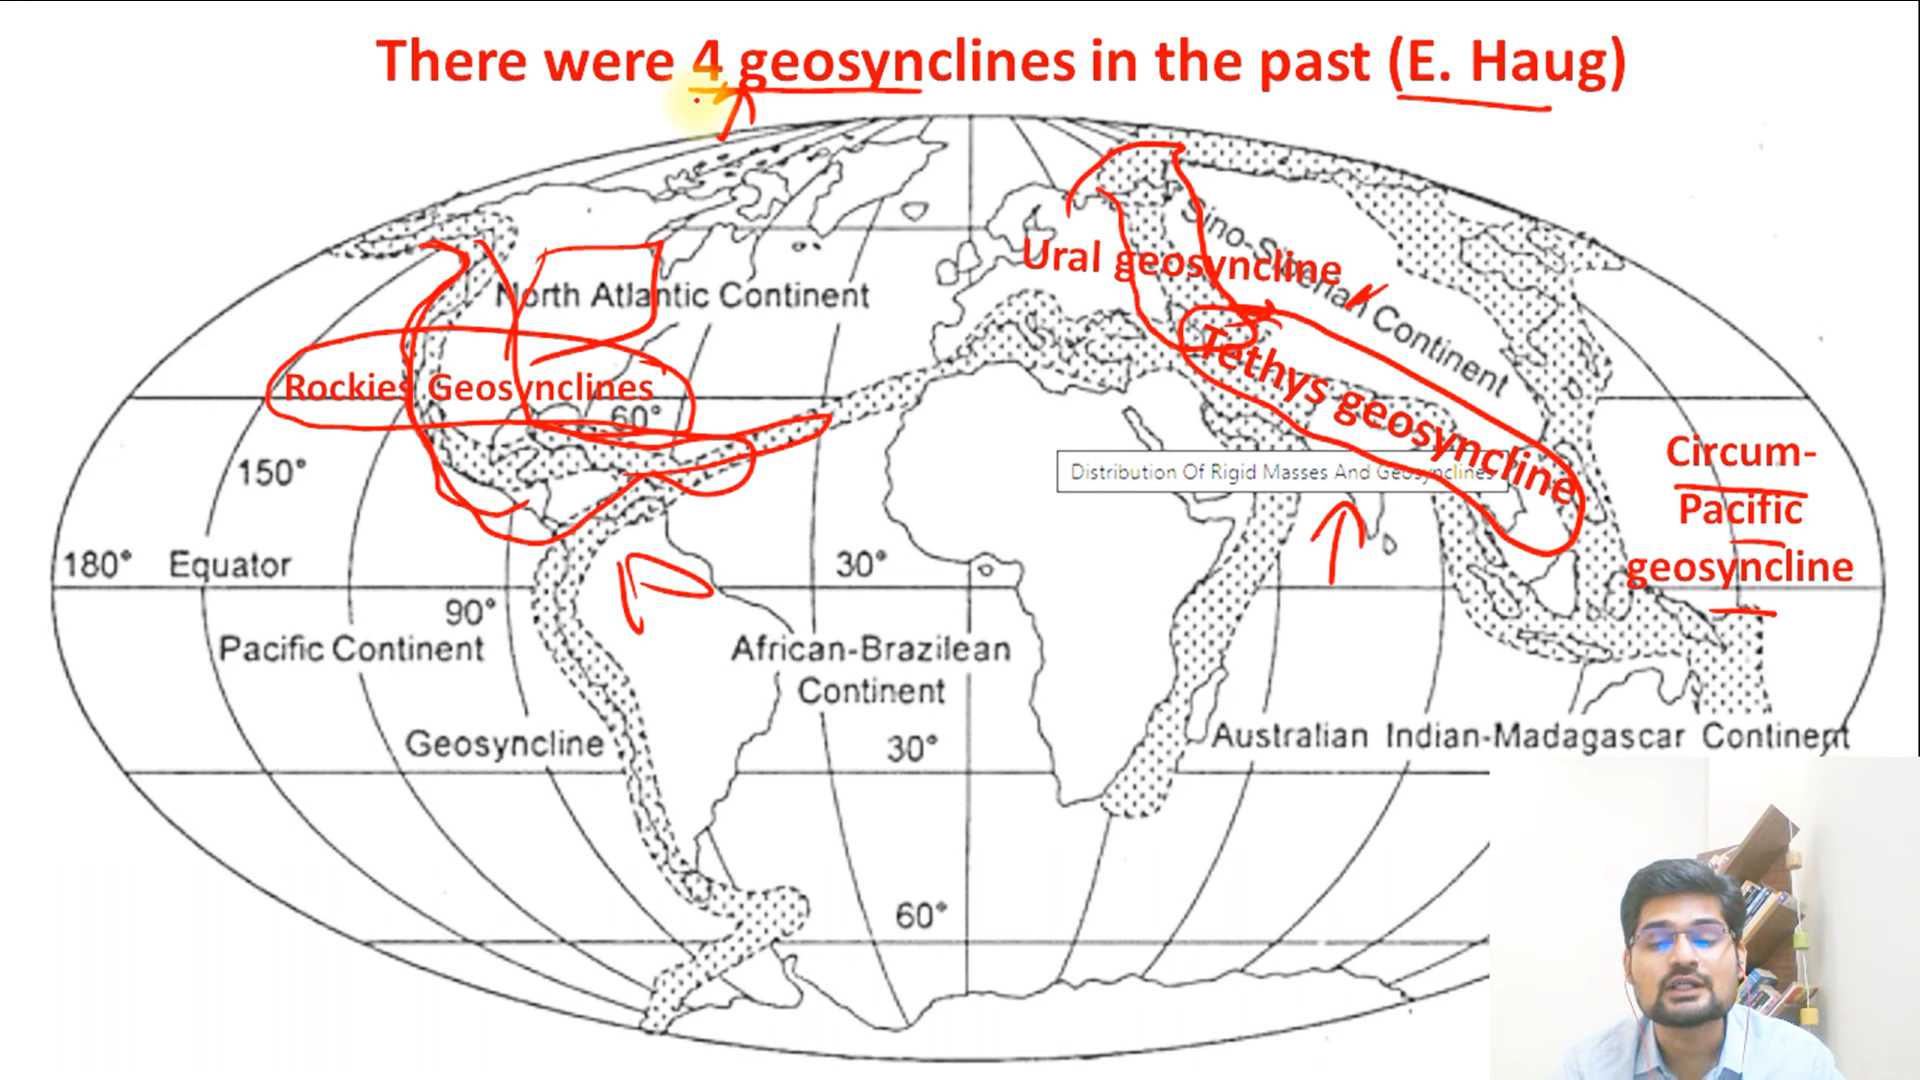 There were 4 geosynclines in the past (E. Haug)
Sino-Siberian Continent
Ural geosyncline
North Atlantic Continent
Tethys geosyncline
Rockies Geosynclines
60°
Circum-
Pacific
geosyncline
150°
Distribution Of Rigid Masses And Geosynclines
180° Equator
30°
90°
Pacific Continent
African-Brazilean
Continent
Geosyncline
30°
Australian Indian-Madagascar Continent
60°